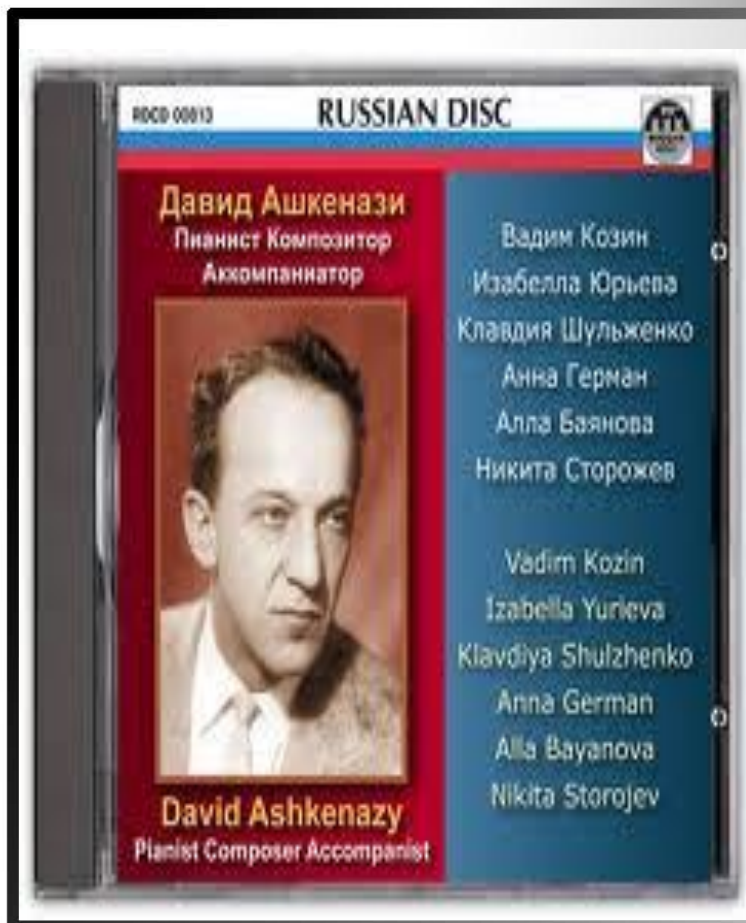 RDCD 00813
RUSSIAN DISC
Давид Ашкенази
Пианист Композитор
Аккомпаниатор
David Ashkenazy
Pianist Composer Accompanist
Вадим Козин
Изабелла Юрьева
Клавдия Шульженко
Анна Герман
Алла Баянова
Никита Сторожев
Vadim Kozin
Izabella Yurieva
Klavdiya Shulzhenko
Anna German
Alla Bayanova
Nikita Storojev